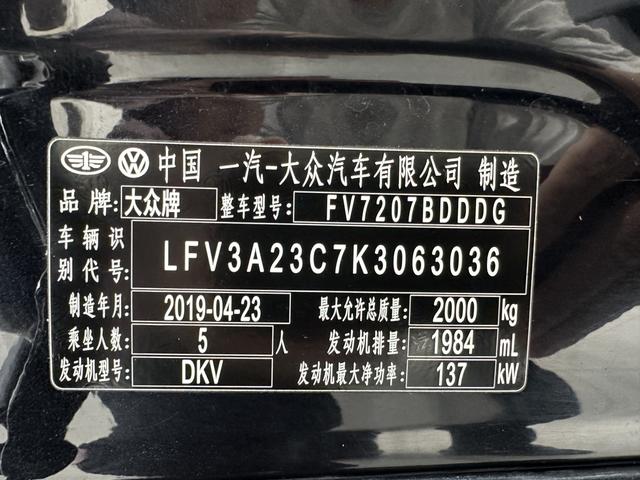 中国 一汽-大众汽车有限公司 制造
品 牌: 大众牌 整车型号: FV7207BDDDG
车辆识别代号: LFV3A23C7K3063036
制造年月: 2019-04-23 最大允许总质量: 2000 kg
乘坐人数: 5 人 发动机排量: 1984 mL
发动机型号: DKV 发动机最大净功率: 137 kW